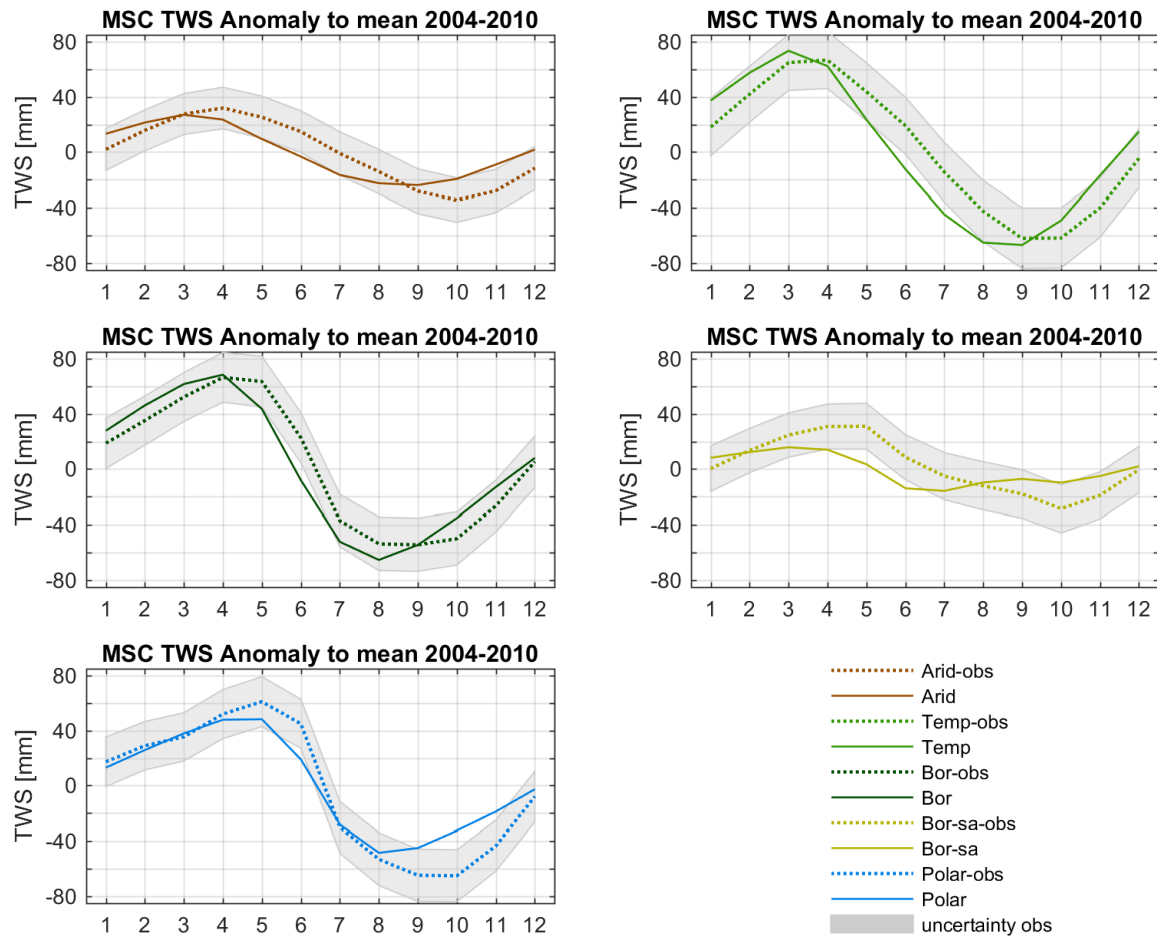 MSC TWS Anomaly to mean 2004-2010
TWS [mm]
80
40
0
-40
-80
1 2 3 4 5 6 7 8 9 10 11 12
MSC TWS Anomaly to mean 2004-2010
TWS [mm]
80
40
0
-40
-80
1 2 3 4 5 6 7 8 9 10 11 12
MSC TWS Anomaly to mean 2004-2010
TWS [mm]
80
40
0
-40
-80
1 2 3 4 5 6 7 8 9 10 11 12
MSC TWS Anomaly to mean 2004-2010
TWS [mm]
80
40
0
-40
-80
1 2 3 4 5 6 7 8 9 10 11 12
MSC TWS Anomaly to mean 2004-2010
TWS [mm]
80
40
0
-40
-80
1 2 3 4 5 6 7 8 9 10 11 12
Arid-obs
Arid
Temp-obs
Temp
Bor-obs
Bor
Bor-sa-obs
Bor-sa
Polar-obs
Polar
uncertainty obs